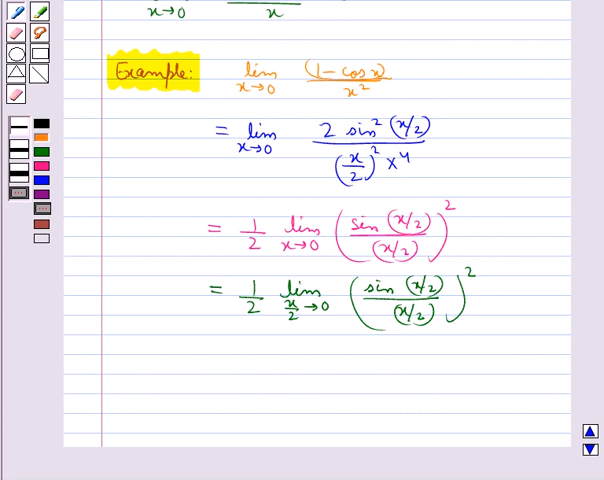 x→0 x
Example: lim x→0 (1-cosx)/x²
= lim x→0 2 sin² (x/2) / (x/2)² × 4
= 1/2 lim x→0 (sin (x/2) / (x/2))²
= 1/2 lim x/2→0 (sin (x/2) / (x/2))²